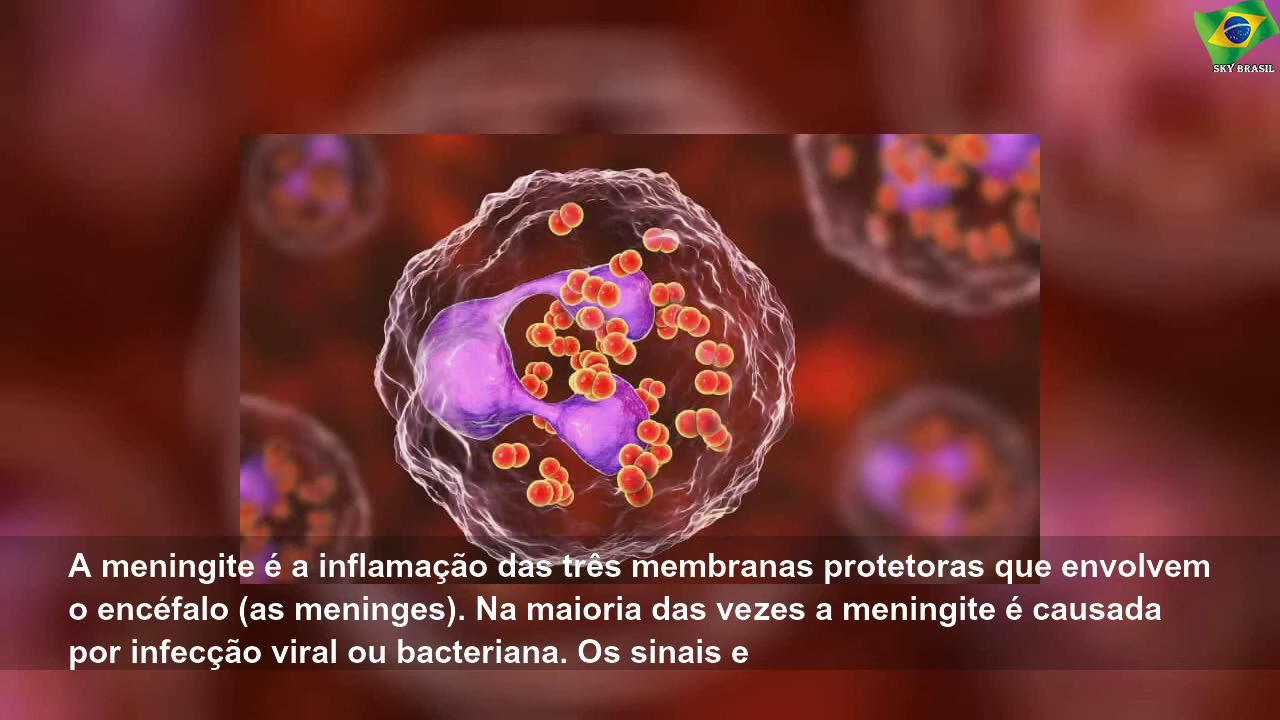 SKY BRASIL
A meningite é a inflamação das três membranas protetoras que envolvem
o encéfalo (as meninges). Na maioria das vezes a meningite é causada
por infecção viral ou bacteriana. Os sinais e